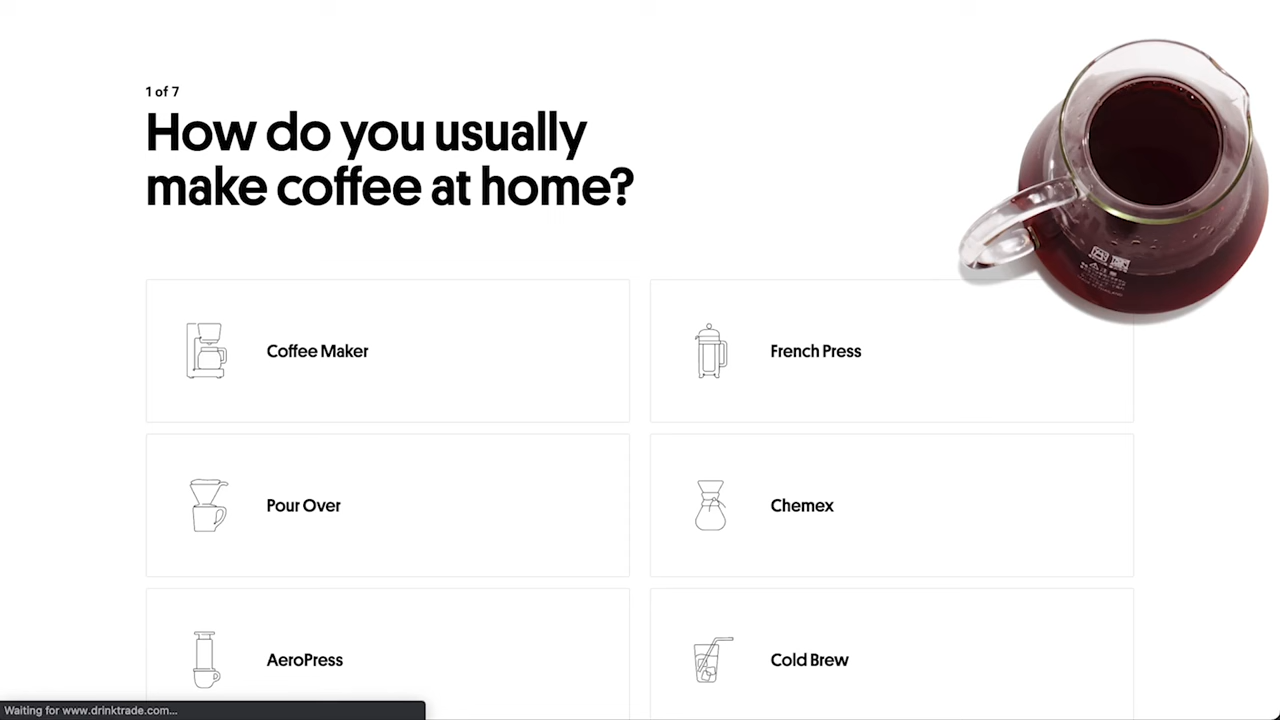 1 of 7
How do you usually
make coffee at home?
Coffee Maker
French Press
Pour Over
Chemex
AeroPress
Cold Brew
Waiting for www.drinktrade.com...